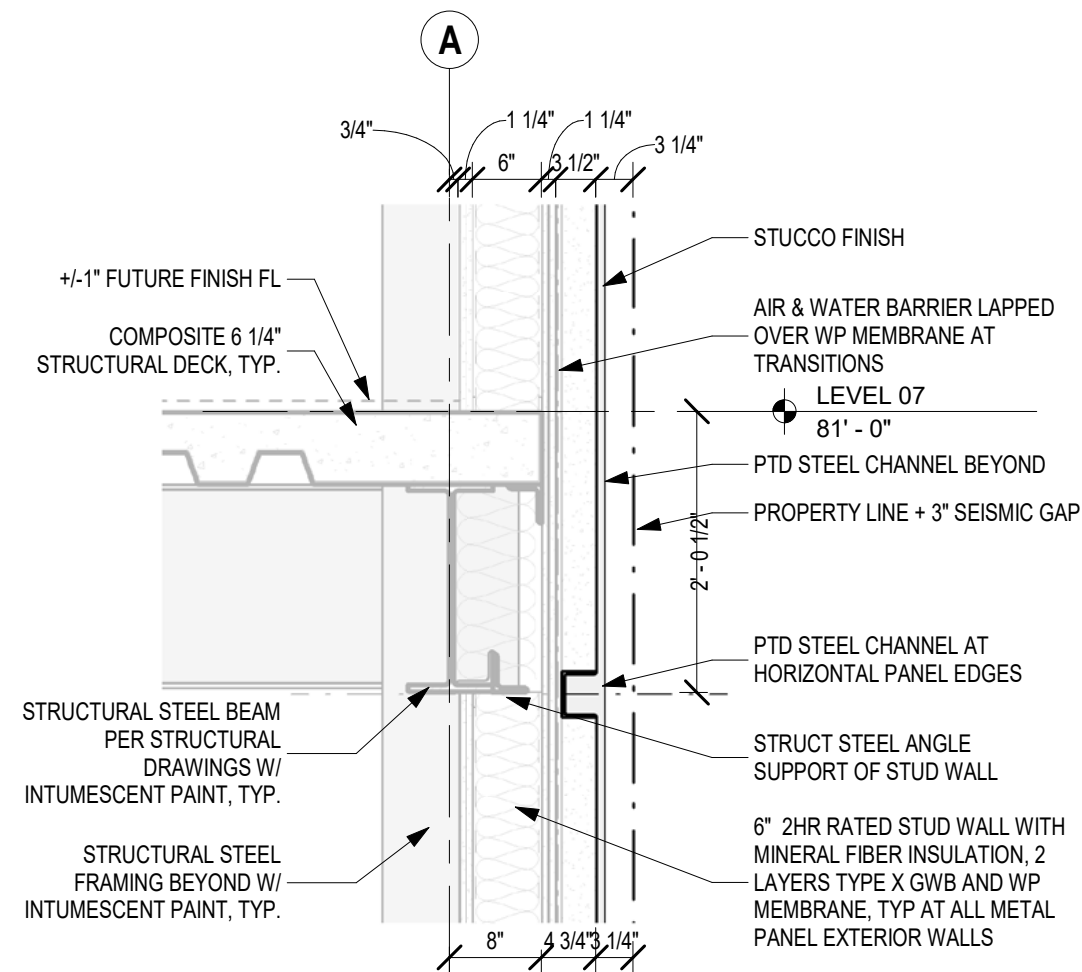 A
3/4"
1 1/4"
1 1/4"
3 1/4"
6"
3 1/2"
STUCCO FINISH
+/-1" FUTURE FINISH FL
AIR & WATER BARRIER LAPPED
OVER WP MEMBRANE AT
TRANSITIONS
COMPOSITE 6 1/4"
STRUCTURAL DECK, TYP.
LEVEL 07
81' - 0"
PTD STEEL CHANNEL BEYOND
PROPERTY LINE + 3" SEISMIC GAP
2' - 0 1/2"
PTD STEEL CHANNEL AT
HORIZONTAL PANEL EDGES
STRUCTURAL STEEL BEAM
PER STRUCTURAL
DRAWINGS W/
INTUMESCENT PAINT, TYP.
STRUCT STEEL ANGLE
SUPPORT OF STUD WALL
STRUCTURAL STEEL
FRAMING BEYOND W/
INTUMESCENT PAINT, TYP.
6" 2HR RATED STUD WALL WITH
MINERAL FIBER INSULATION, 2
LAYERS TYPE X GWB AND WP
MEMBRANE, TYP AT ALL METAL
PANEL EXTERIOR WALLS
8"
4 3/4"
3 1/4"